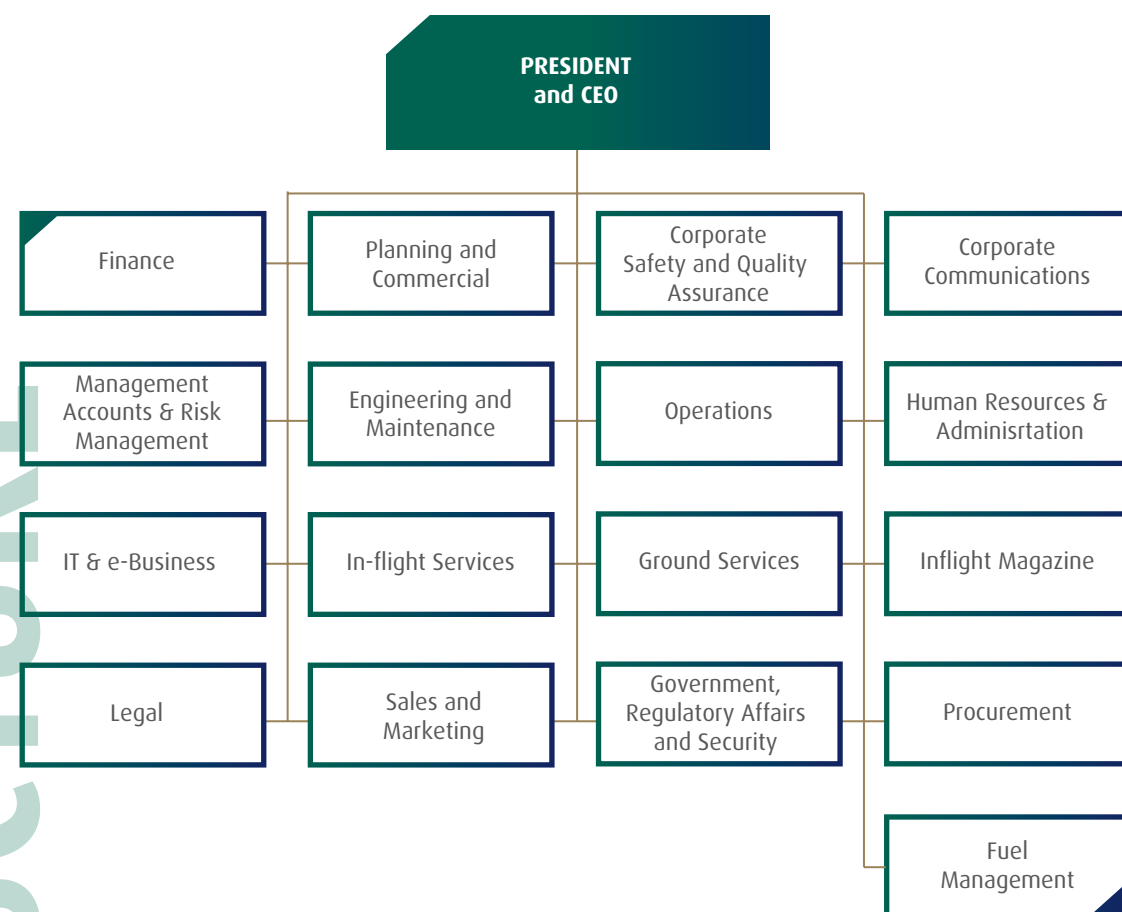 PRESIDENT
and CEO
Finance
Planning and
Commercial
Corporate
Safety and Quality
Assurance
Corporate
Communications
Management
Accounts & Risk
Management
Engineering and
Maintenance
Operations
Human Resources &
Adminisrtation
IT & e-Business
In-flight Services
Ground Services
Inflight Magazine
Legal
Sales and
Marketing
Government,
Regulatory Affairs
and Security
Procurement
Fuel
Management